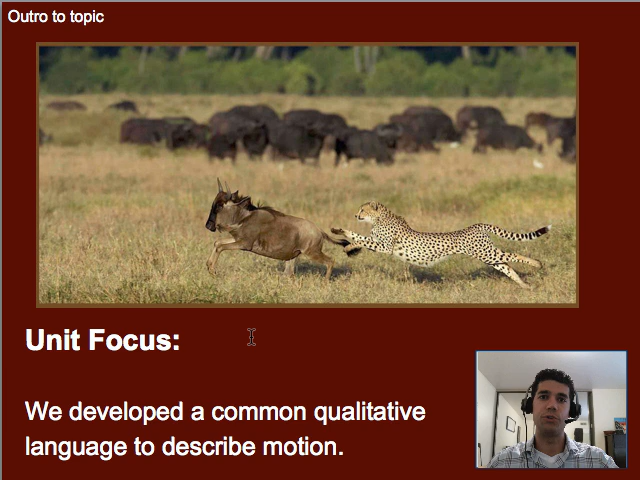 Outro to topic
Unit Focus:
We developed a common qualitative
language to describe motion.